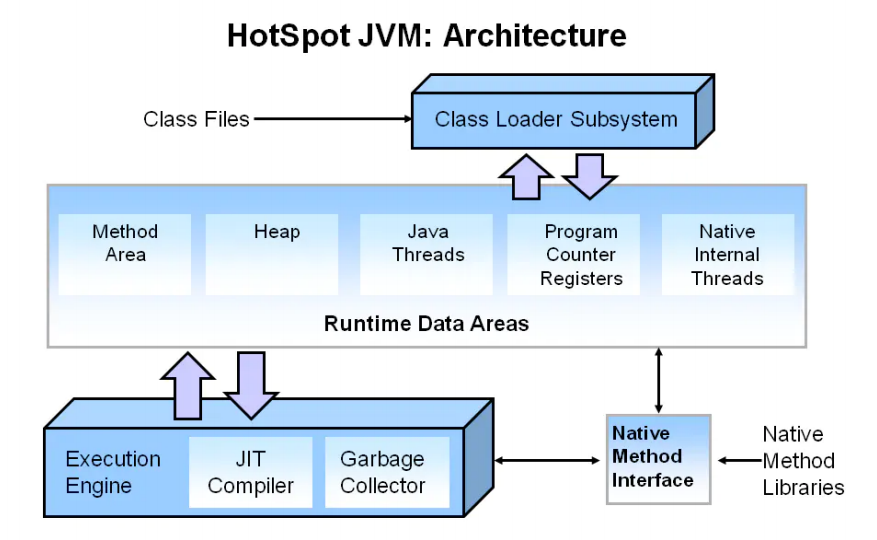 HotSpot JVM: Architecture
Class Files
Class Loader Subsystem
Method
Area
Heap
Java
Threads
Program
Counter
Registers
Native
Internal
Threads
Runtime Data Areas
Execution
Engine
JIT
Compiler
Garbage
Collector
Native
Method
Interface
Native
Method
Libraries